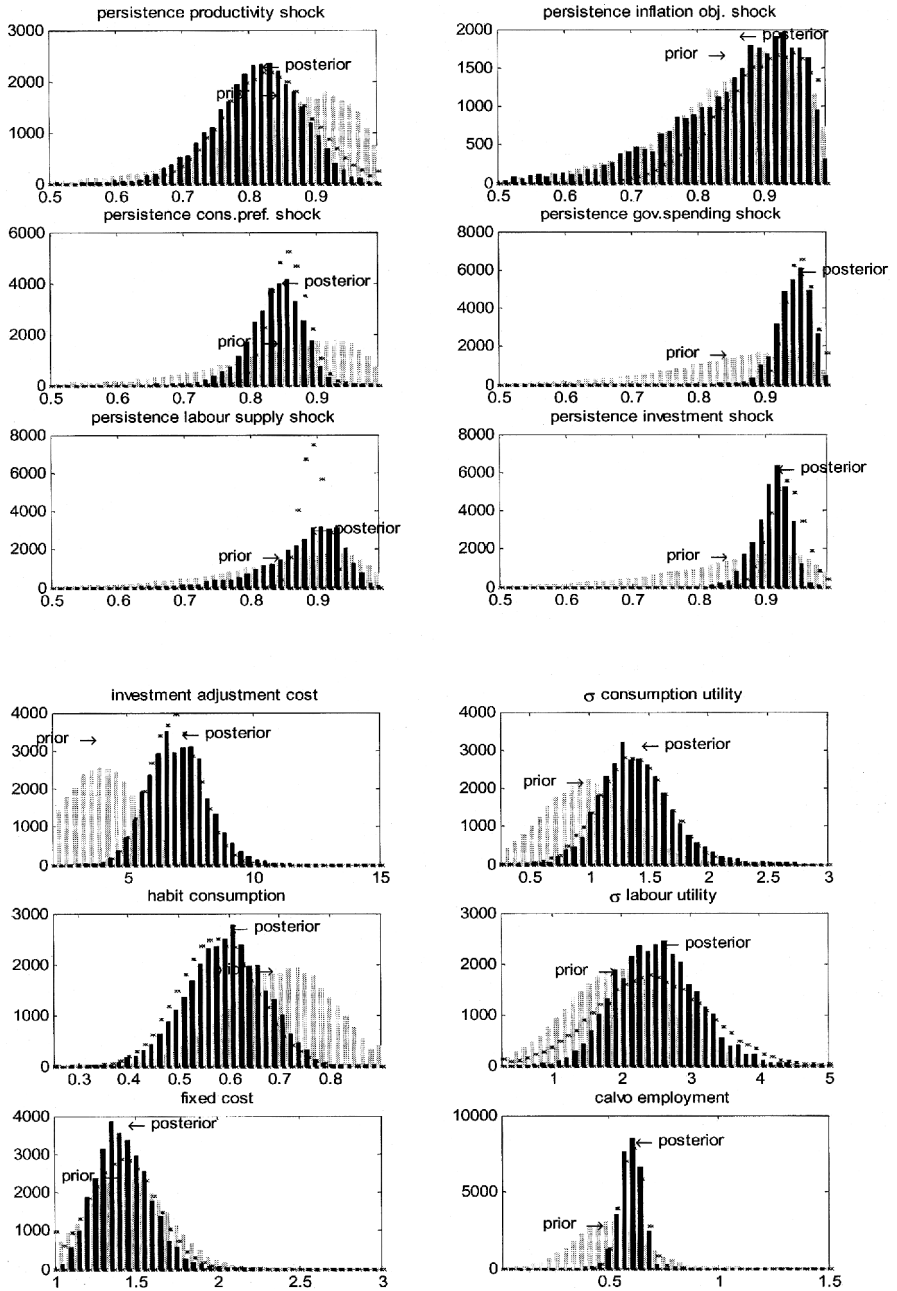 persistence productivity shock
3000
2000
1000
0
posterior
prior
0.5 0.6 0.7 0.8 0.9
persistence inflation obj. shock
2000
1500
1000
500
0
posterior
prior
0.5 0.6 0.7 0.8 0.9
persistence cons.pref. shock
6000
4000
2000
0
posterior
prior
0.5 0.6 0.7 0.8 0.9
persistence gov.spending shock
8000
6000
4000
2000
0
posterior
prior
0.5 0.6 0.7 0.8 0.9
persistence labour supply shock
8000
6000
4000
2000
0
posterior
prior
0.5 0.6 0.7 0.8 0.9
persistence investment shock
8000
6000
4000
2000
0
posterior
prior
0.5 0.6 0.7 0.8 0.9
investment adjustment cost
4000
3000
2000
1000
0
prior
posterior
5 10 15
σ consumption utility
4000
3000
2000
1000
0
posterior
prior
0.5 1 1.5 2 2.5 3
habit consumption
3000
2000
1000
0
posterior
prior
0.3 0.4 0.5 0.6 0.7 0.8
σ labour utility
3000
2000
1000
0
posterior
prior
1 2 3 4 5
fixed cost
4000
3000
2000
1000
0
posterior
prior
1 1.5 2 2.5 3
calvo employment
10000
5000
0
posterior
prior
0.5 1 1.5